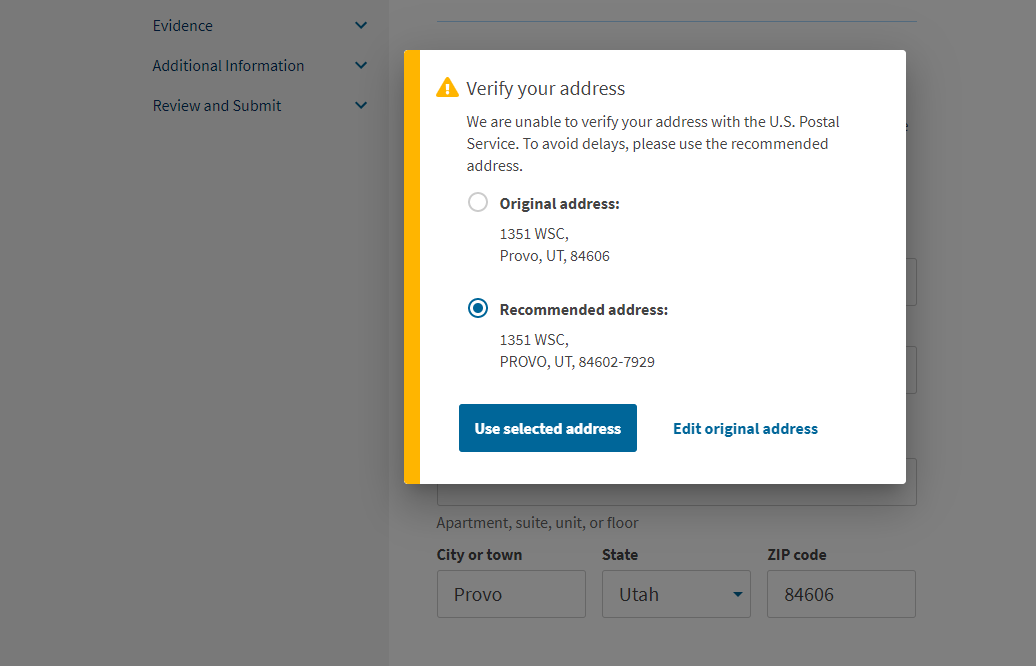 Evidence
Additional Information
Review and Submit
Verify your address
We are unable to verify your address with the U.S. Postal
Service. To avoid delays, please use the recommended
address.
Original address:
1351 WSC,
Provo, UT, 84606
Recommended address:
1351 WSC,
PROVO, UT, 84602-7929
Use selected address
Edit original address
Apartment, suite, unit, or floor
City or town
State
ZIP code
Provo
Utah
84606